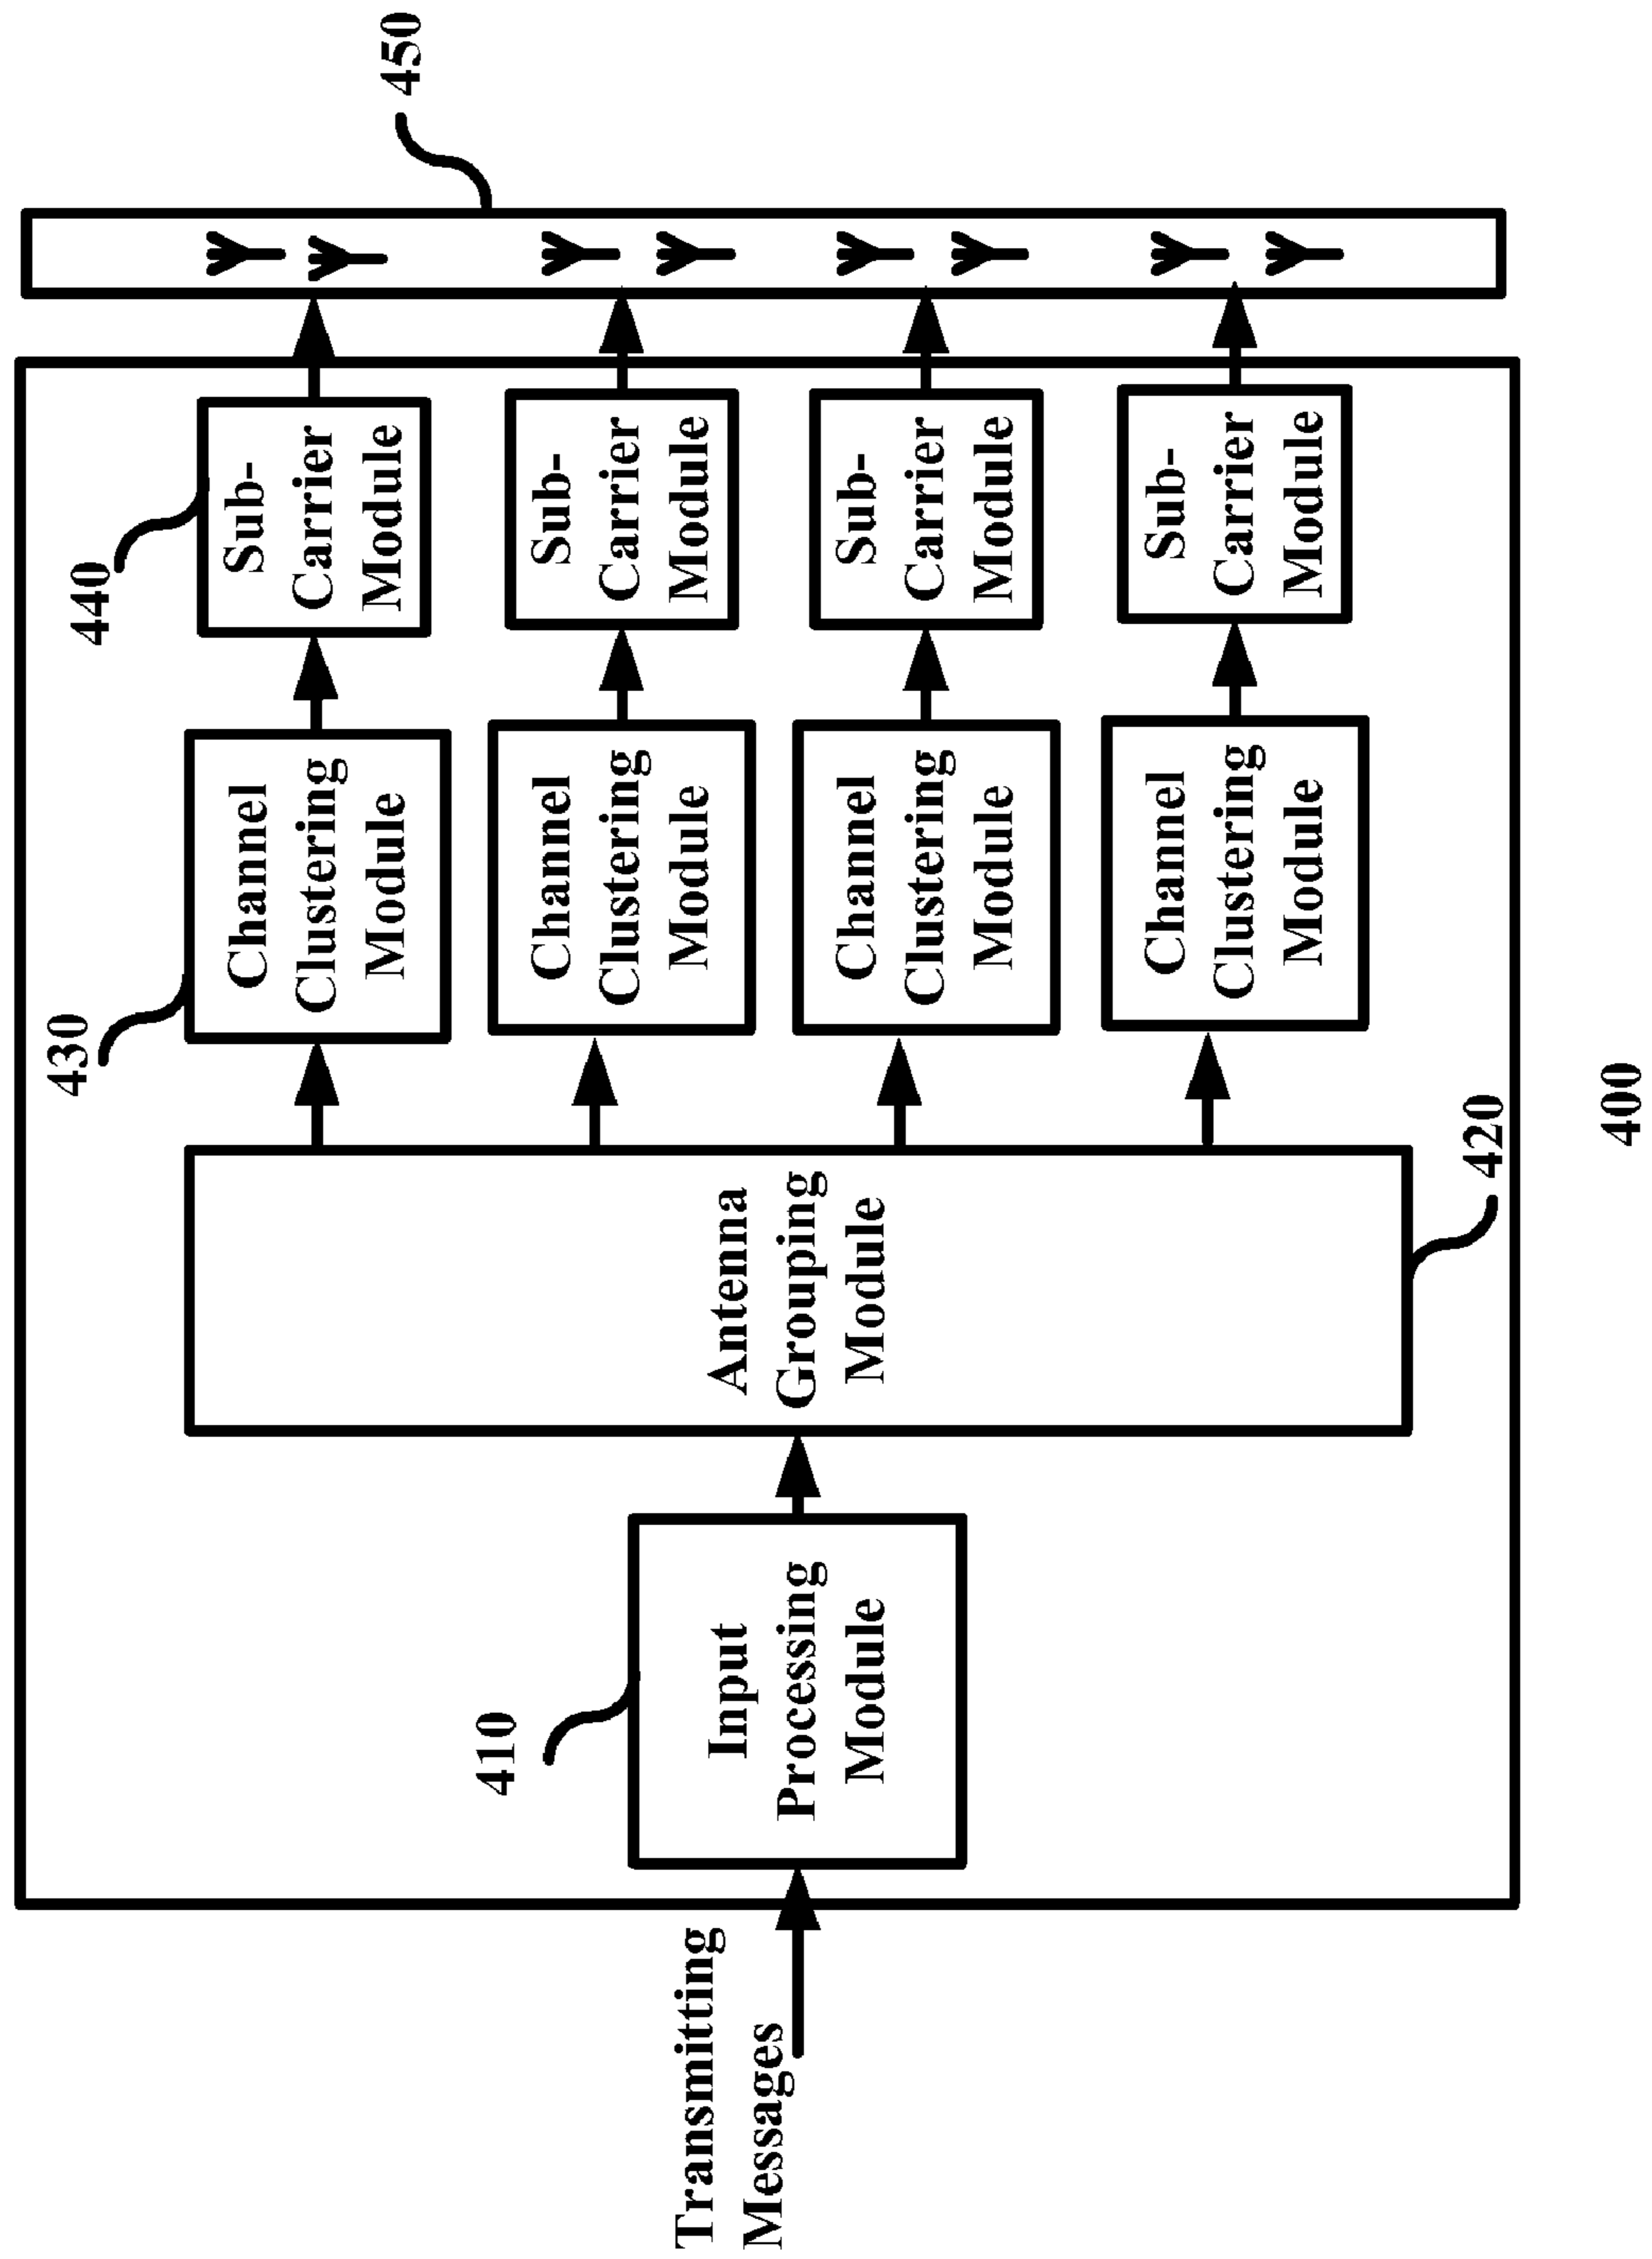 Transmitting
Messages
410
Input
Processing
Module
Antenna
Grouping
Module
420
430
Channel
Clustering
Module
Channel
Clustering
Module
Channel
Clustering
Module
Channel
Clustering
Module
440
Sub-
Carrier
Module
Sub-
Carrier
Module
Sub-
Carrier
Module
Sub-
Carrier
Module
450
400